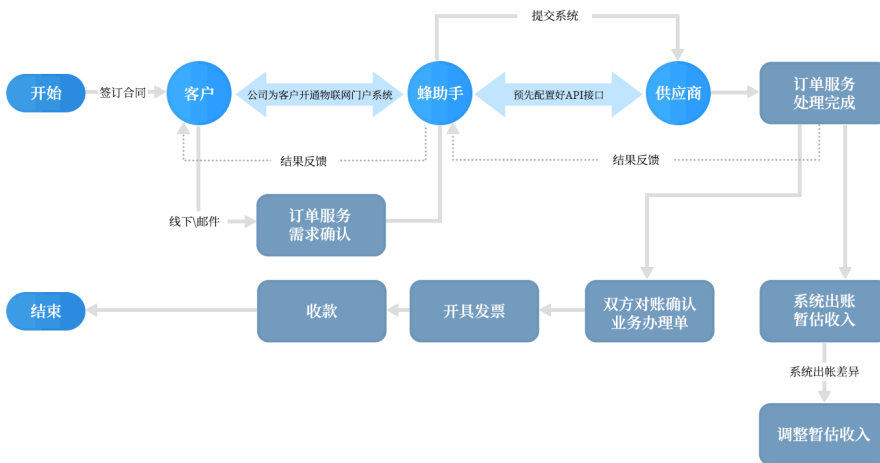 提交系统
开始
签订合同
客户
公司为客户开通物联网门户系统
蜂助手
预先配置好API接口
供应商
订单服务
处理完成
结果反馈
结果反馈
线下\邮件
订单服务
需求确认
结束
收款
开具发票
双方对账确认
业务办理单
系统出账
暂估收入
系统出帐差异
调整暂估收入